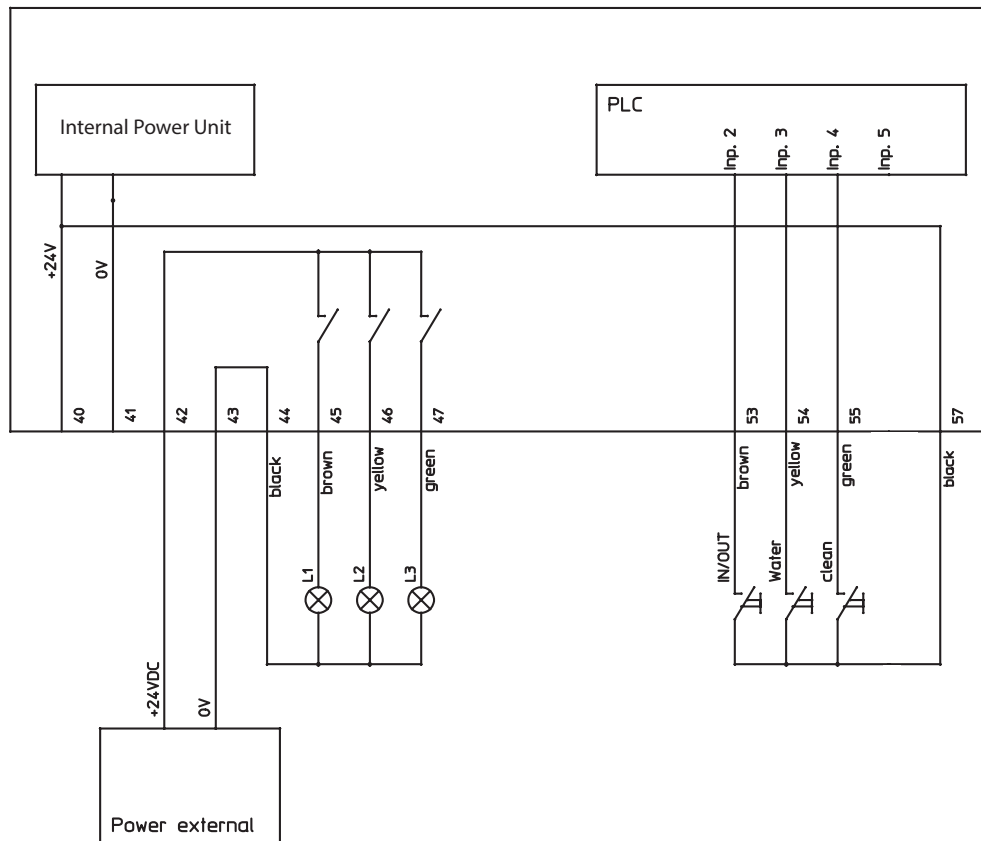 Internal Power Unit
PLC
Inp. 2
Inp. 3
Inp. 4
Inp. 5
+24V
0V
40
41
42
43
44
45
46
47
53
54
55
57
black
brown
yellow
green
brown
yellow
green
black
L1
L2
L3
IN/OUT
Water
clean
+24VDC
0V
Power external